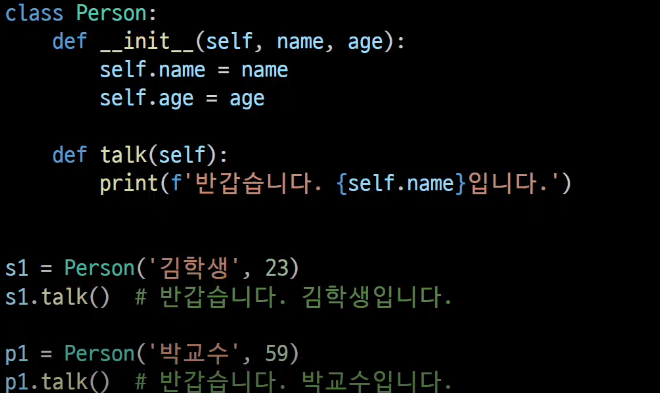 class Person:
    def __init__(self, name, age):
        self.name = name
        self.age = age
    def talk(self):
        print(f'반갑습니다. {self.name}입니다.')
s1 = Person('김학생', 23)
s1.talk()  # 반갑습니다. 김학생입니다.
p1 = Person('박교수', 59)
p1.talk()  # 반갑습니다. 박교수입니다.